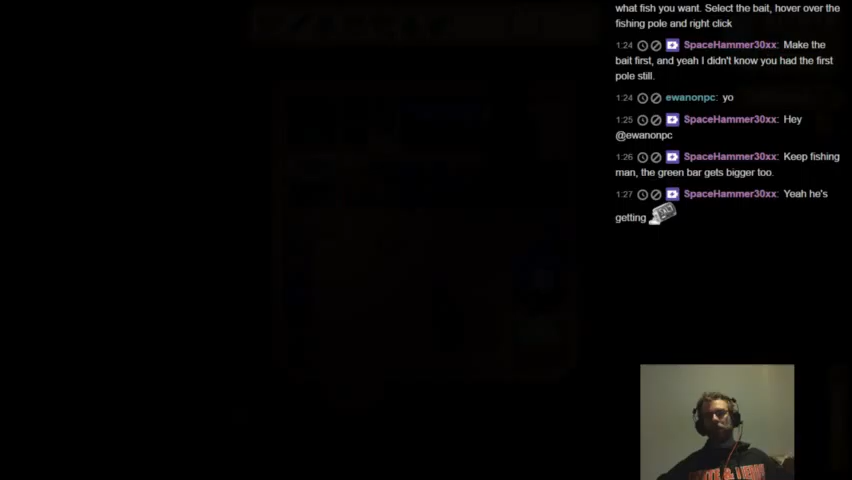 what fish you want. Select the bait, hover over the
fishing pole and right click
1:24 SpaceHammer30xx: Make the
bait first, and yeah I didn't know you had the first
pole still.
1:24 ewanonpc: yo
1:25 SpaceHammer30xx: Hey
@ewanonpc
1:26 SpaceHammer30xx: Keep fishing
man, the green bar gets bigger too.
1:27 SpaceHammer30xx: Yeah he's
getting